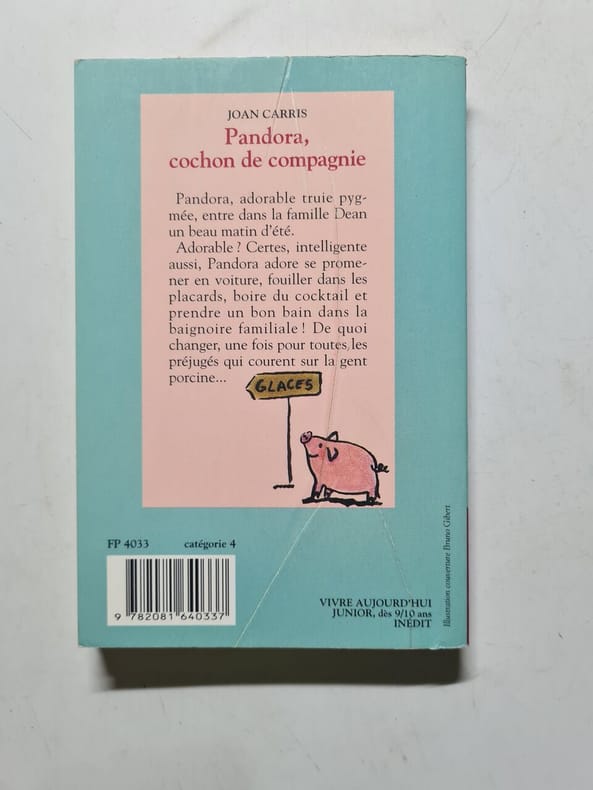 JOAN CARRIS
Pandora,
cochon de compagnie
Pandora, adorable truie pyg-
mée, entre dans la famille Dean
un beau matin d'été.
Adorable ? Certes, intelligente
aussi, Pandora adore se prome-
ner en voiture, fouiller dans les
placards, boire du cocktail et
prendre un bon bain dans la
baignoire familiale ! De quoi
changer, une fois pour toutes les
préjugés qui courent sur la gent
porcine...
GLACES
FP 4033 catégorie 4
9 782081 640337
VIVRE AUJOURD'HUI
JUNIOR, dès 9/10 ans
INÉDIT
Illustration couverture Bruno Gibert